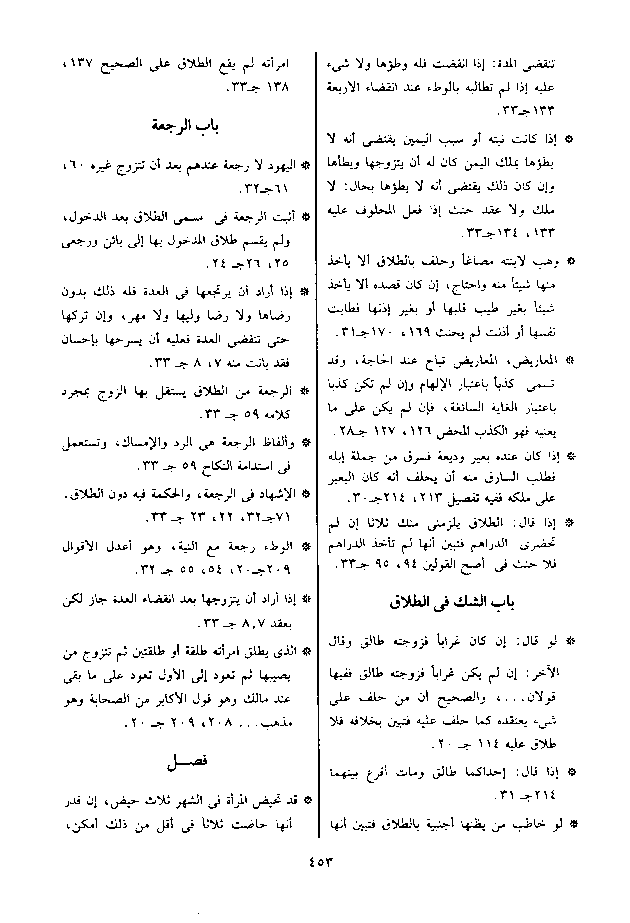 تنقضى المدة: إذا انقضت فله وطؤها ولا شىء
عليه إذا لم تطالبه بالوطء عند انقضاء الأربعة
١٣٣جـ٣٣.
* إذا كانت نيته أو سبب اليمين يقتضى أنه لا
يطؤها بملك اليمن كان له أن يتزوجها ويطأها
وإن كان ذلك يقتضى أنه لا يطؤها بحال: لا
ملك ولا عقد حنث إذا فعل المحلوف عليه
١٣٣، ١٣٤جـ٣٣.
* وهب لابنته مصاغاً وحلف بالطلاق ألا يأخذ
منها شيئاً منه واحتاج، إن كان قصده ألا يأخذ
شيئاً بغير طيب قلبها أو بغير إذنها فطابت
نفسها أو أذنت لم يحنث ١٦٩، ١٧٠جـ٣١.
* المعاريض، المعاريض تباح عند الحاجة، وقد
تسمى كذباً باعتبار الإلهام وإن لم تكن كذبا
باعتبار الغاية السائغة، فإن لم يكن على ما
يعنيه فهو الكذب المحض ١٢٦، ١٢٧ جـ٢٨.
* إذا كان عنده بعير وديعة فسرق من جملة إبله
فطلب السارق منه أن يحلف أنه كان البعير
على ملكه ففيه تفصيل ٢١٣، ٢١٤جـ٣٠.
* إذا قال: الطلاق يلزمنى منك ثلاثا إن لم
تحضرى الدراهم فتبين أنها لم تأخذ الدراهم
فلا حنث فى أصح القولين ٩٤، ٩٥ جـ٣٣.
باب الشك فى الطلاق
* لو قال: إن كان غراباً فزوجته طالق وقال
الآخر: إن لم يكن غراباً فزوجته طالق ففيها
قولان...، والصحيح أن من حلف على
شىء يعتقده كما حلف عليه فتبين بخلافه فلا
طلاق عليه ١١٤ جـ ٢٠.
* إذا قال: إحداكما طالق ومات أقرع بينهما
٢١٤جـ ٣١.
* لو خاطب من يظنها أجنبية بالطلاق فتبين أنها
امرأته لم يقع الطلاق على الصحيح ١٣٧،
١٣٨ جـ٣٣.
باب الرجعة
* اليهود لا رجعة عندهم بعد أن تتزوج غيره ٦٠،
٦١جـ٣٢.
* أثبت الرجعة فى مسمى الطلاق بعد الدخول،
ولم يقسم طلاق المدخول بها إلى بائن ورجعى
٢٥، ٢٦جـ ٢٤.
* إذا أراد أن يرتجعها فى العدة فله ذلك بدون
رضاها ولا رضا وليها ولا مهر، وإن تركها
حتى تنقضى العدة فعليه أن يسرحها بإحسان
فقد بانت منه ٧، ٨ جـ ٣٣.
* الرجعة من الطلاق يستقل بها الزوج بمجرد
كلامه ٥٩ جـ ٣٣.
* وألفاظ الرجعة هى الرد والإمساك، وتستعمل
فى استدامة النكاح ٥٩ جـ ٣٣.
* الإشهاد فى الرجعة، والحكمة فيه دون الطلاق.
٧١جـ٣٢، ٢٢، ٢٣ جـ ٣٣.
* الوطء رجعة مع النية، وهو أعدل الأقوال
٢٠٩جـ٢٠، ٥٤، ٥٥ جـ ٣٢.
* إذا أراد أن يتزوجها بعد انقضاء العدة جاز لكن
بعقد ٨,٧ جـ ٣٣.
* الذى يطلق امرأته طلقة أو طلقتين ثم تتزوج من
يصيبها ثم تعود إلى الأول تعود على ما بقى
عند مالك وهو قول الأكابر من الصحابة وهو
مذهب... ٢٠٨، ٢٠٩ جـ ٢٠.
فصـــل
* قد تحيض المرأة فى الشهر ثلاث حيض، إن قدر
أنها حاضت ثلاثاً فى أقل من ذلك أمكن،
٤٥٣